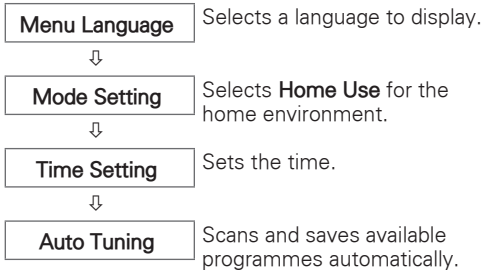 Menu Language
Selects a language to display.
⇩
Mode Setting
Selects Home Use for the
home environment.
⇩
Time Setting
Sets the time.
⇩
Auto Tuning
Scans and saves available
programmes automatically.